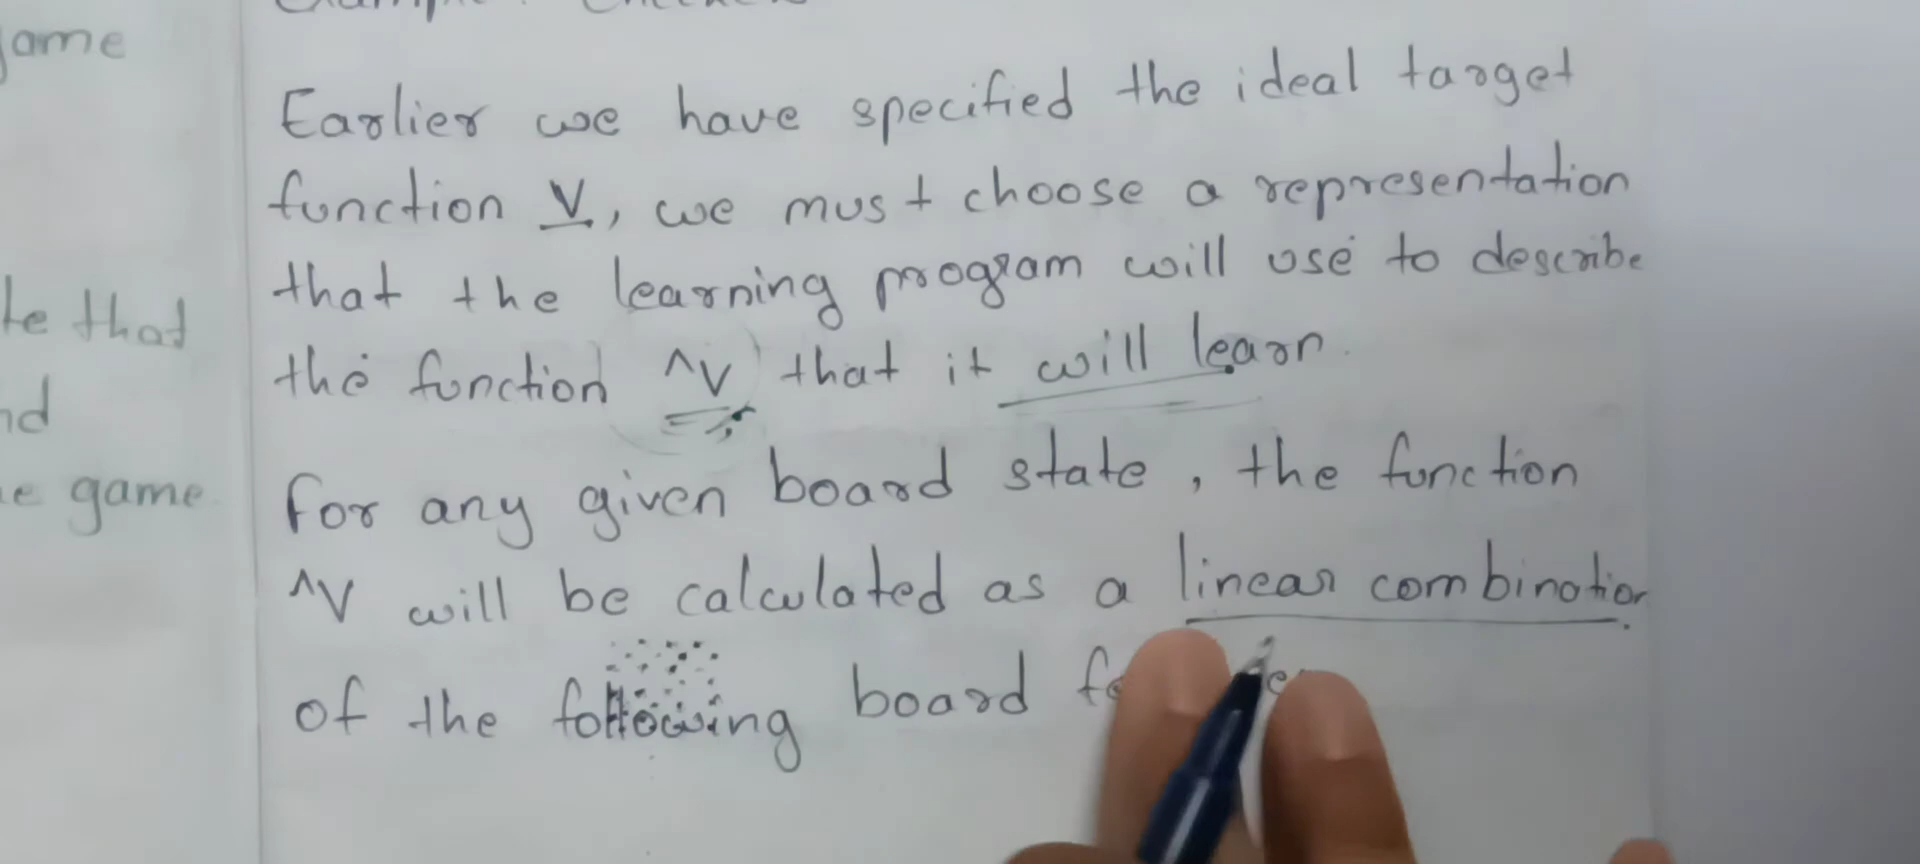 game
te that
nd
e game
Earlier we have specified the ideal target
function V, we must choose a representation
that the learning program will use to describe
the function ^V that it will learn.
for any given board state, the function
^V will be calculated as a linear combination
of the following board